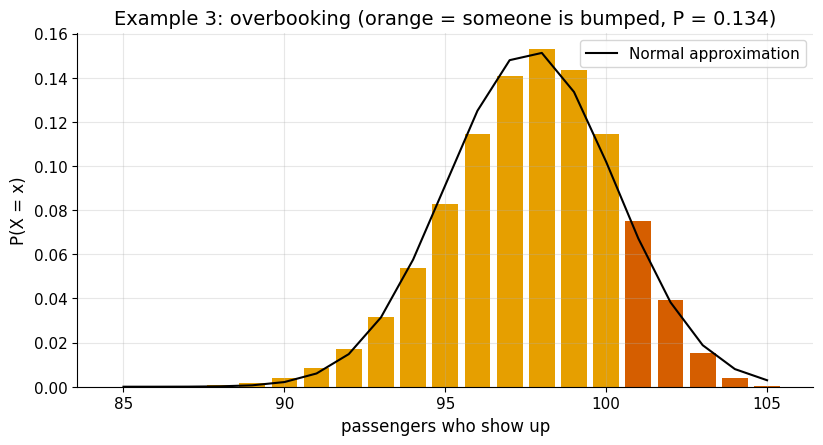 Example 3: overbooking (orange = someone is bumped, P = 0.134)
Normal approximation
P(X = x)
0.16
0.14
0.12
0.10
0.08
0.06
0.04
0.02
0.00
85 90 95 100 105
passengers who show up